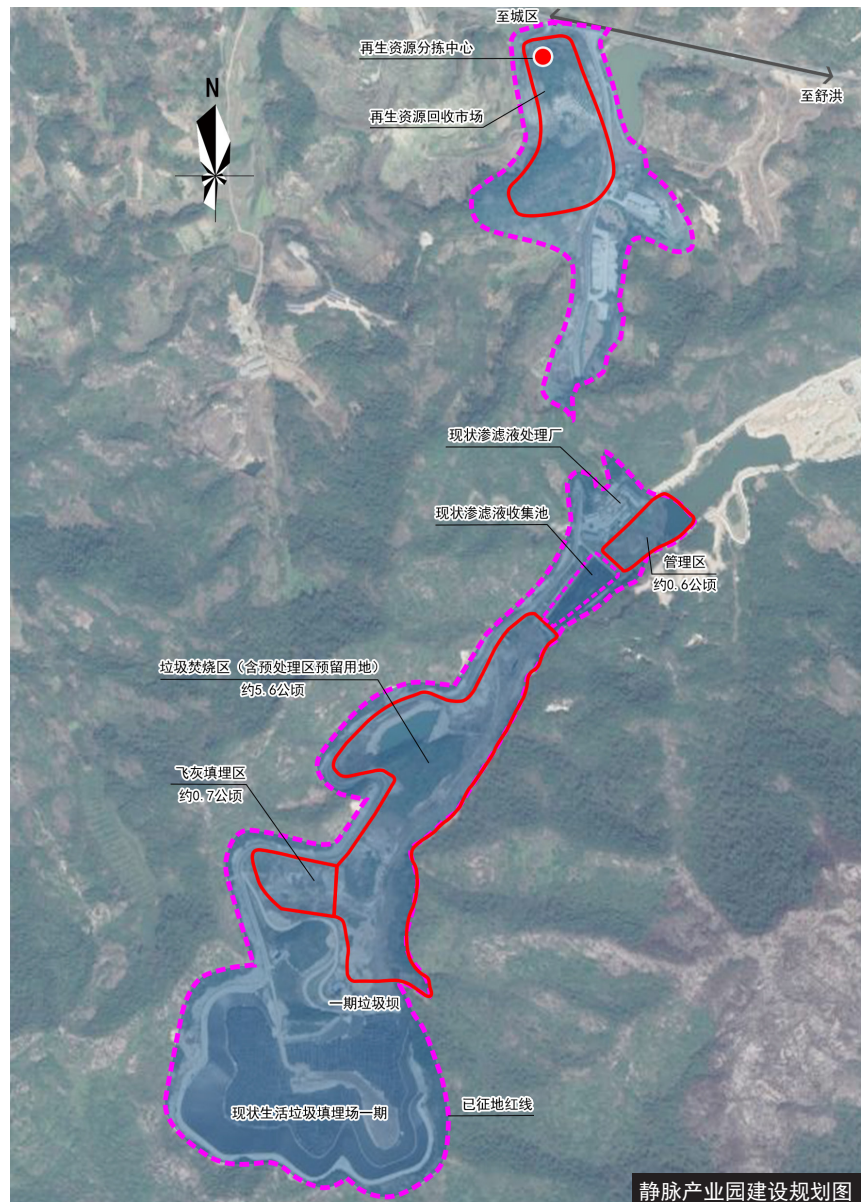 至城区
再生资源分拣中心
至舒洪
N
再生资源回收市场
现状渗滤液处理厂
现状渗滤液收集池
管理区
约0.6公顷
垃圾焚烧区（含预处理区预留用地）
约5.6公顷
飞灰填埋区
约0.7公顷
一期垃圾坝
现状生活垃圾填埋场一期
已征地红线
静脉产业园建设规划图